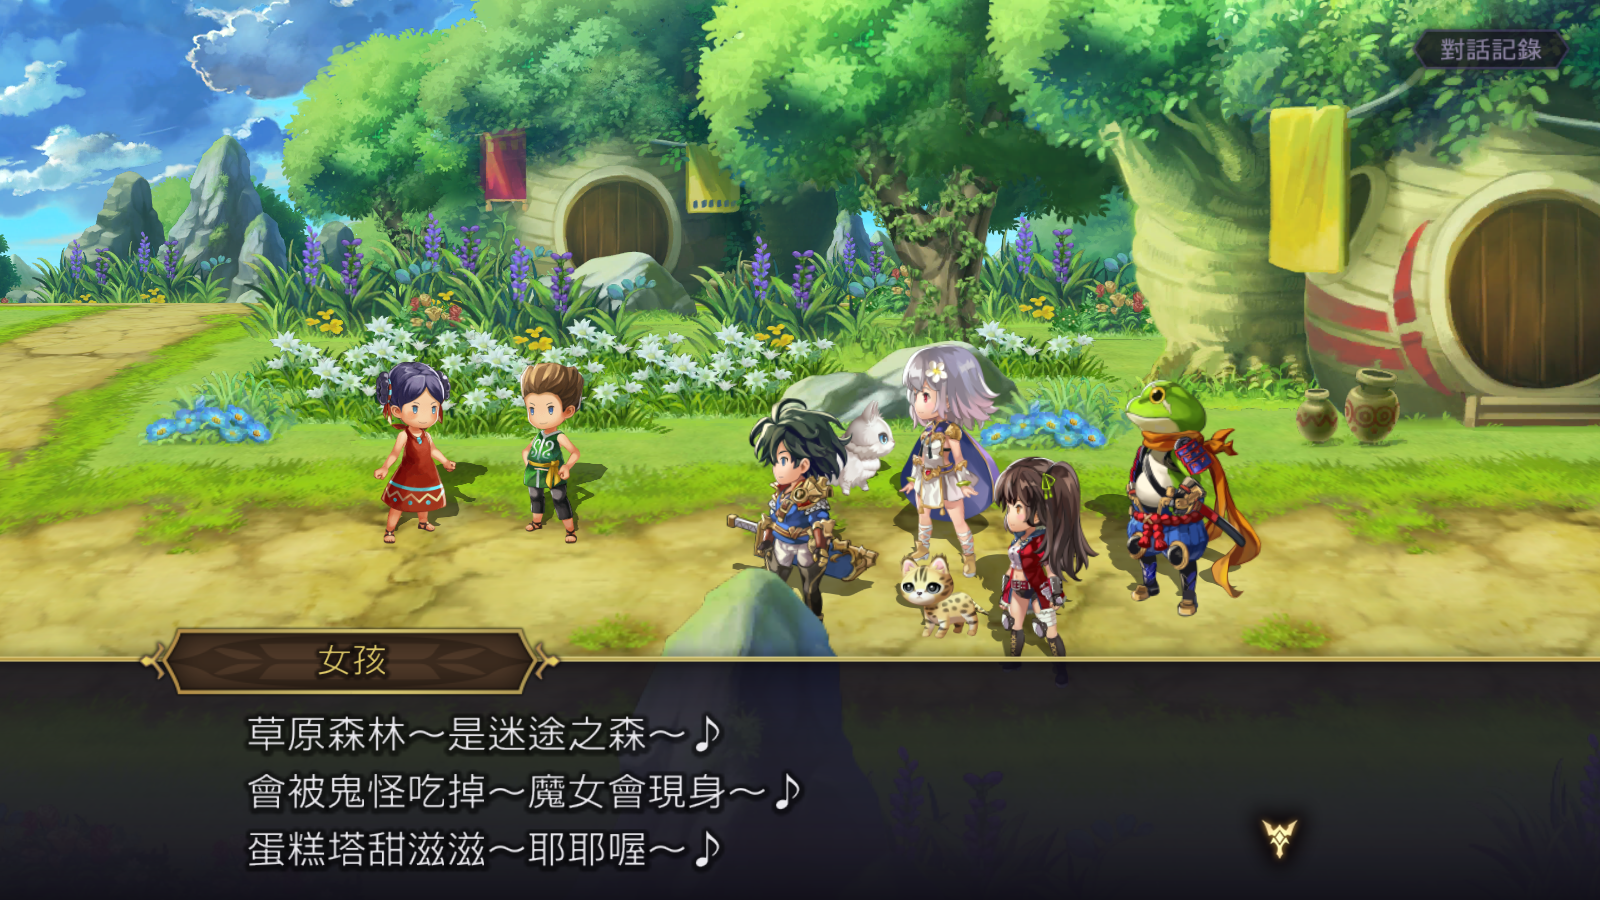 對話記錄
女孩
草原森林～是迷途之森～♪
會被鬼怪吃掉～魔女會現身～♪
蛋糕塔甜滋滋～耶耶喔～♪